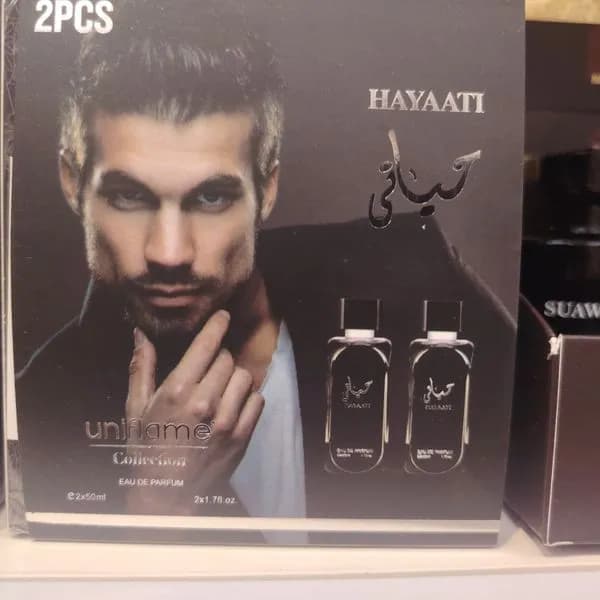 2PCS
HAYAATI
حياتي
حياتي
HAYAATI
حياتي
HAYAATI
EAU DE PARFUM
EAU DE PARFUM
uniflame
Collection
EAU DE PARFUM
℮2x50ml
2x1.7fl.oz.
SUAW